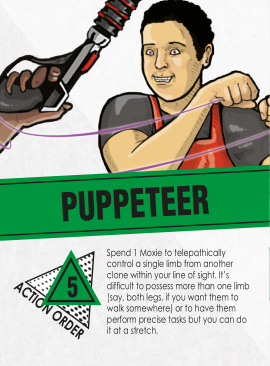 PUPPETEER
5
ACTION ORDER
Spend 1 Moxie to telepathically
control a single limb from another
clone within your line of sight. It's
difficult to possess more than one limb
(say, both legs, if you want them to
walk somewhere) or to have them
perform precise tasks but you can do
it at a stretch.